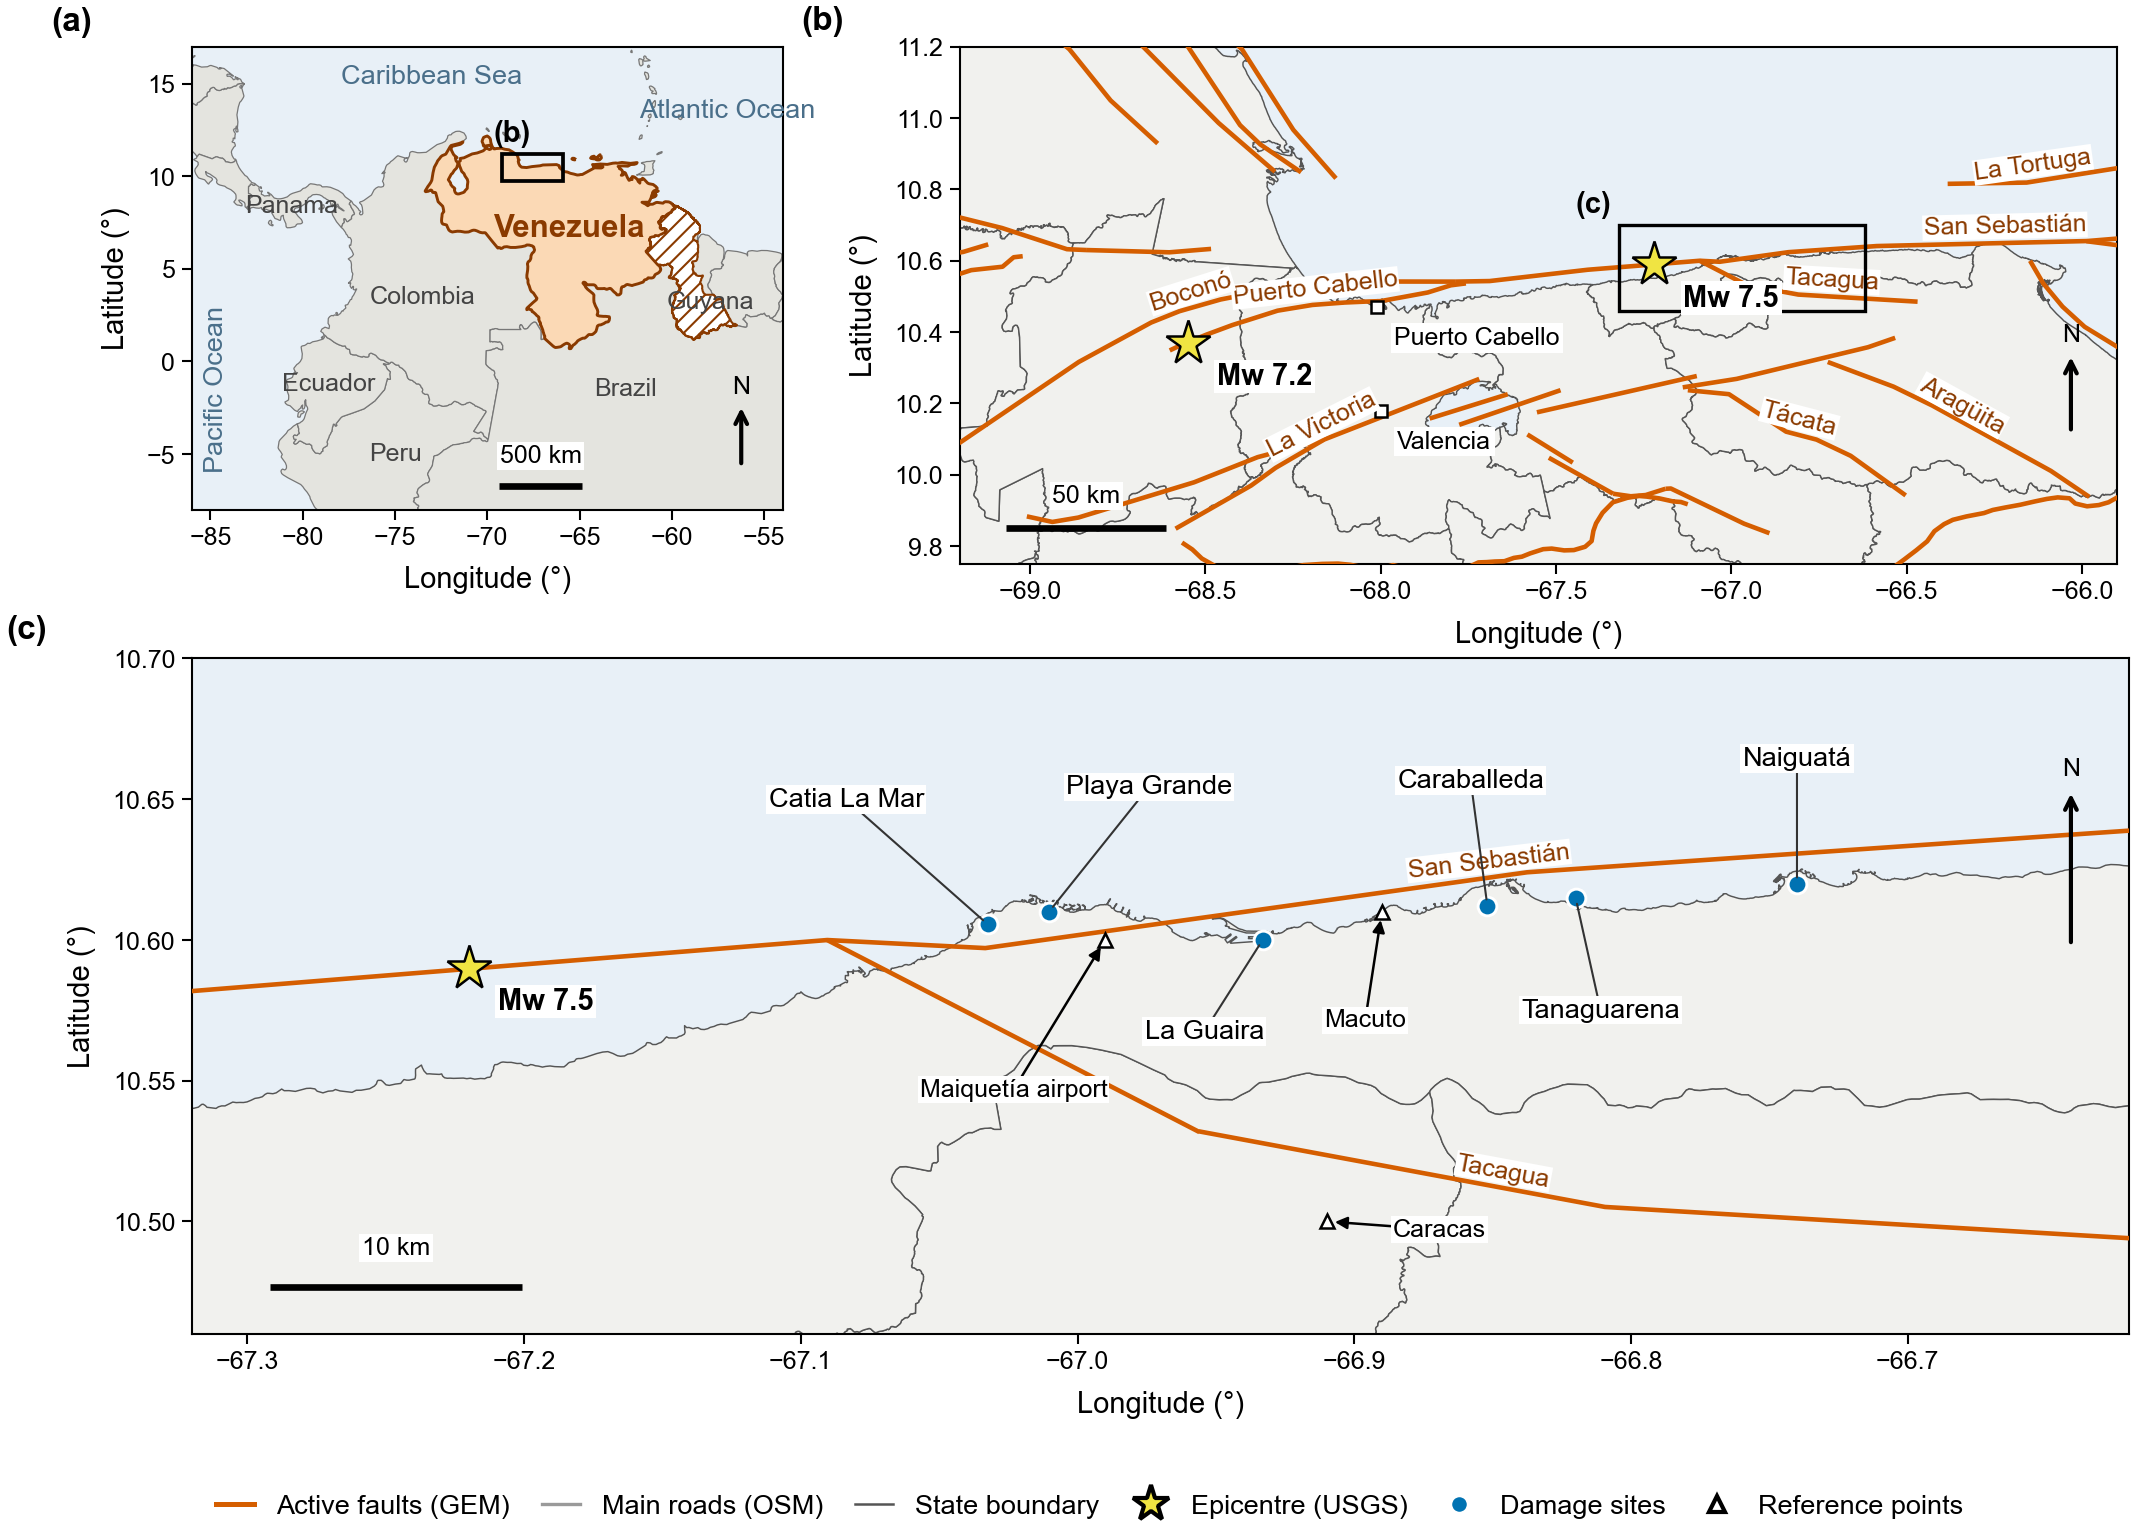 (a)
Caribbean Sea
Atlantic Ocean
(b)
Panama
Venezuela
Colombia
Guyana
Pacific Ocean
Ecuador
Brazil
N
Peru
500 km
15
10
5
0
−5
−85
−80
−75
−70
−65
−60
−55
Latitude (°)
Longitude (°)
(b)
11.2
11.0
10.8
10.6
10.4
10.2
10.0
9.8
La Tortuga
(c)
San Sebastián
Boconó
Puerto Cabello
Tacagua
Mw 7.5
Puerto Cabello
N
Mw 7.2
La Victoria
Valencia
Tácata
Aragüita
50 km
−69.0
−68.5
−68.0
−67.5
−67.0
−66.5
−66.0
Latitude (°)
Longitude (°)
(c)
10.70
10.65
10.60
10.55
10.50
Naiguatá
N
Caraballeda
Playa Grande
Catia La Mar
San Sebastián
Mw 7.5
Tanaguarena
Macuto
La Guaira
Maiquetía airport
Tacagua
Caracas
10 km
−67.3
−67.2
−67.1
−67.0
−66.9
−66.8
−66.7
Latitude (°)
Longitude (°)
Active faults (GEM)
Main roads (OSM)
State boundary
Epicentre (USGS)
Damage sites
Reference points